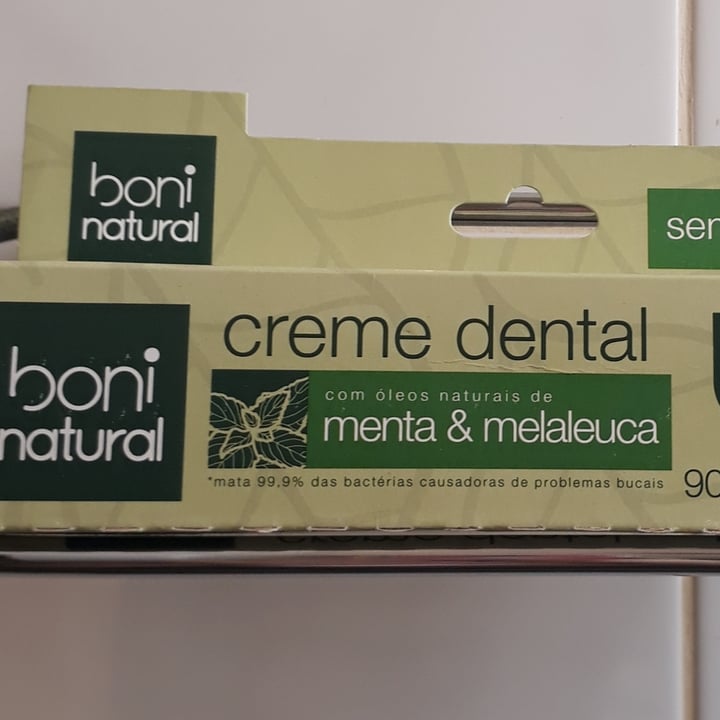 boni
natural
boni
natural
creme dental
com óleos naturais de
menta & melaleuca
*mata 99,9% das bactérias causadoras de problemas bucais
90